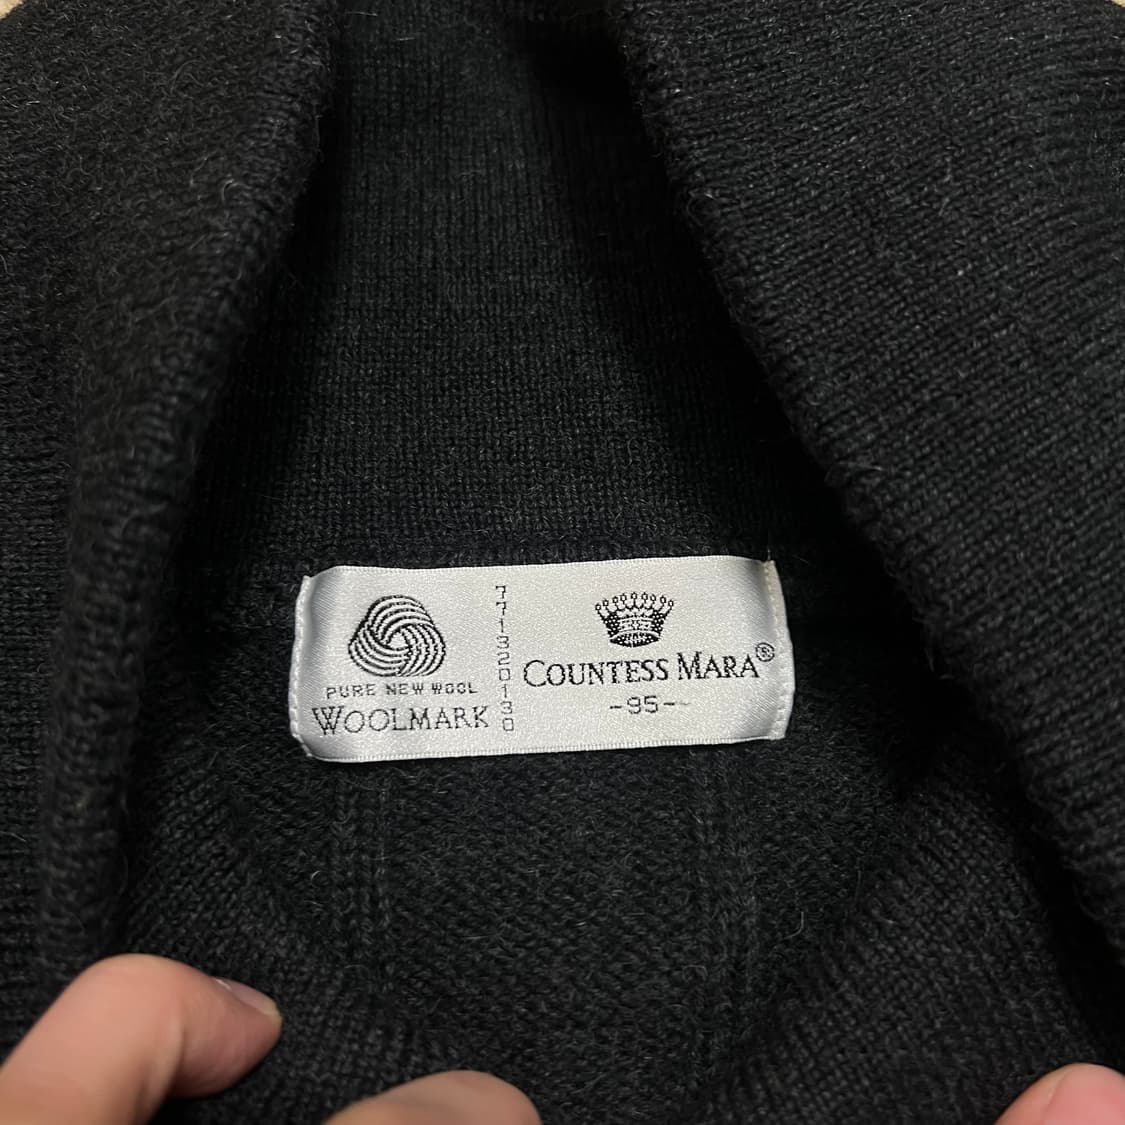 PURE NEW WOOL
WOOLMARK
771320130
COUNTESS MARA®
-95-